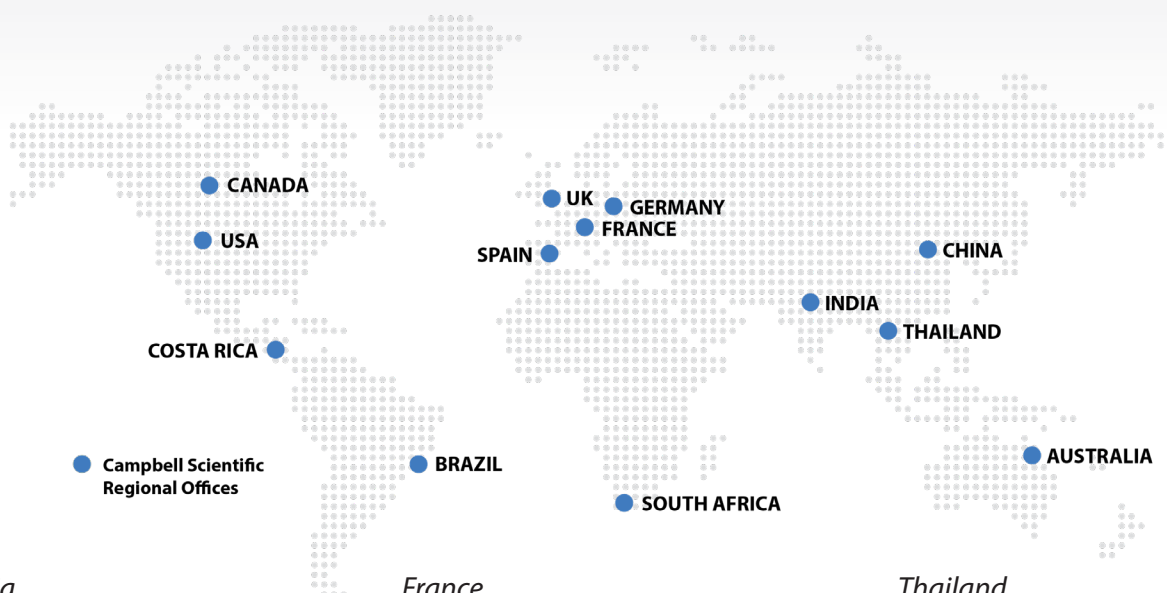 CANADA
UK
GERMANY
FRANCE
USA
SPAIN
CHINA
INDIA
THAILAND
COSTA RICA
AUSTRALIA
BRAZIL
Campbell Scientific
Regional Offices
SOUTH AFRICA
France
Thailand